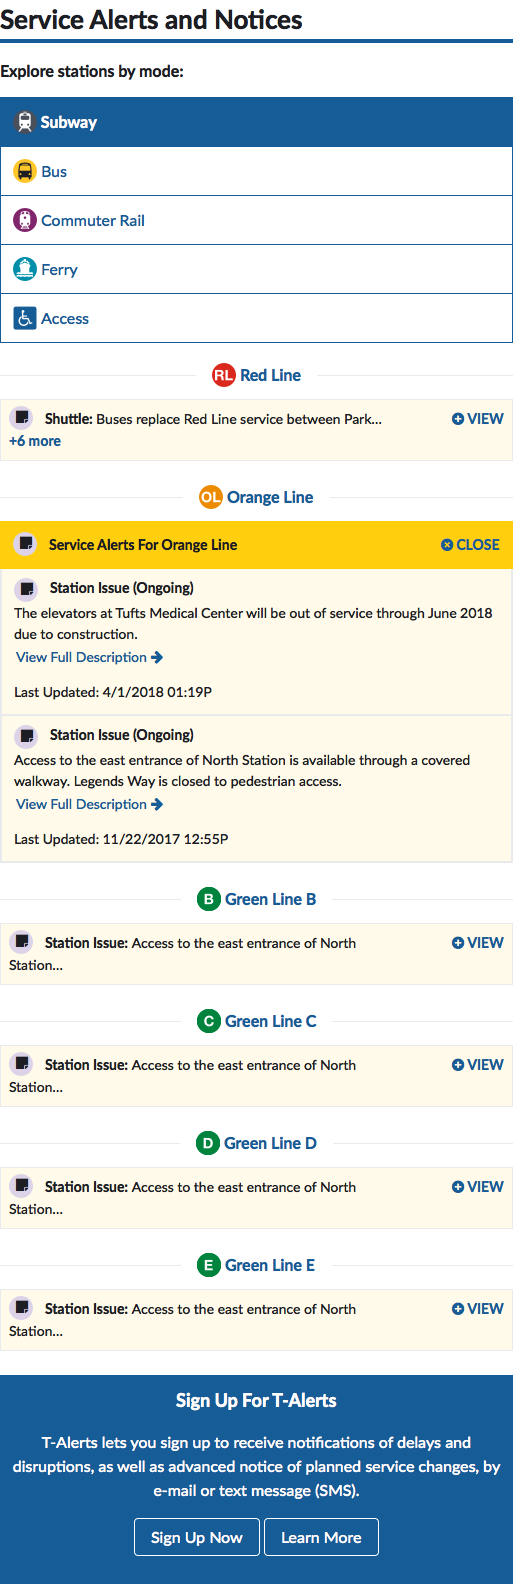 Service Alerts and Notices
Explore stations by mode:
Subway
Bus
Commuter Rail
Ferry
Access
RL Red Line
Shuttle: Buses replace Red Line service between Park... VIEW
+6 more
OL Orange Line
Service Alerts For Orange Line CLOSE
Station Issue (Ongoing)
The elevators at Tufts Medical Center will be out of service through June 2018
due to construction.
View Full Description
Last Updated: 4/1/2018 01:19P
Station Issue (Ongoing)
Access to the east entrance of North Station is available through a covered
walkway. Legends Way is closed to pedestrian access.
View Full Description
Last Updated: 11/22/2017 12:55P
B Green Line B
Station Issue: Access to the east entrance of North VIEW
Station...
C Green Line C
Station Issue: Access to the east entrance of North VIEW
Station...
D Green Line D
Station Issue: Access to the east entrance of North VIEW
Station...
E Green Line E
Station Issue: Access to the east entrance of North VIEW
Station...
Sign Up For T-Alerts
T-Alerts lets you sign up to receive notifications of delays and
disruptions, as well as advanced notice of planned service changes, by
e-mail or text message (SMS).
Sign Up Now Learn More